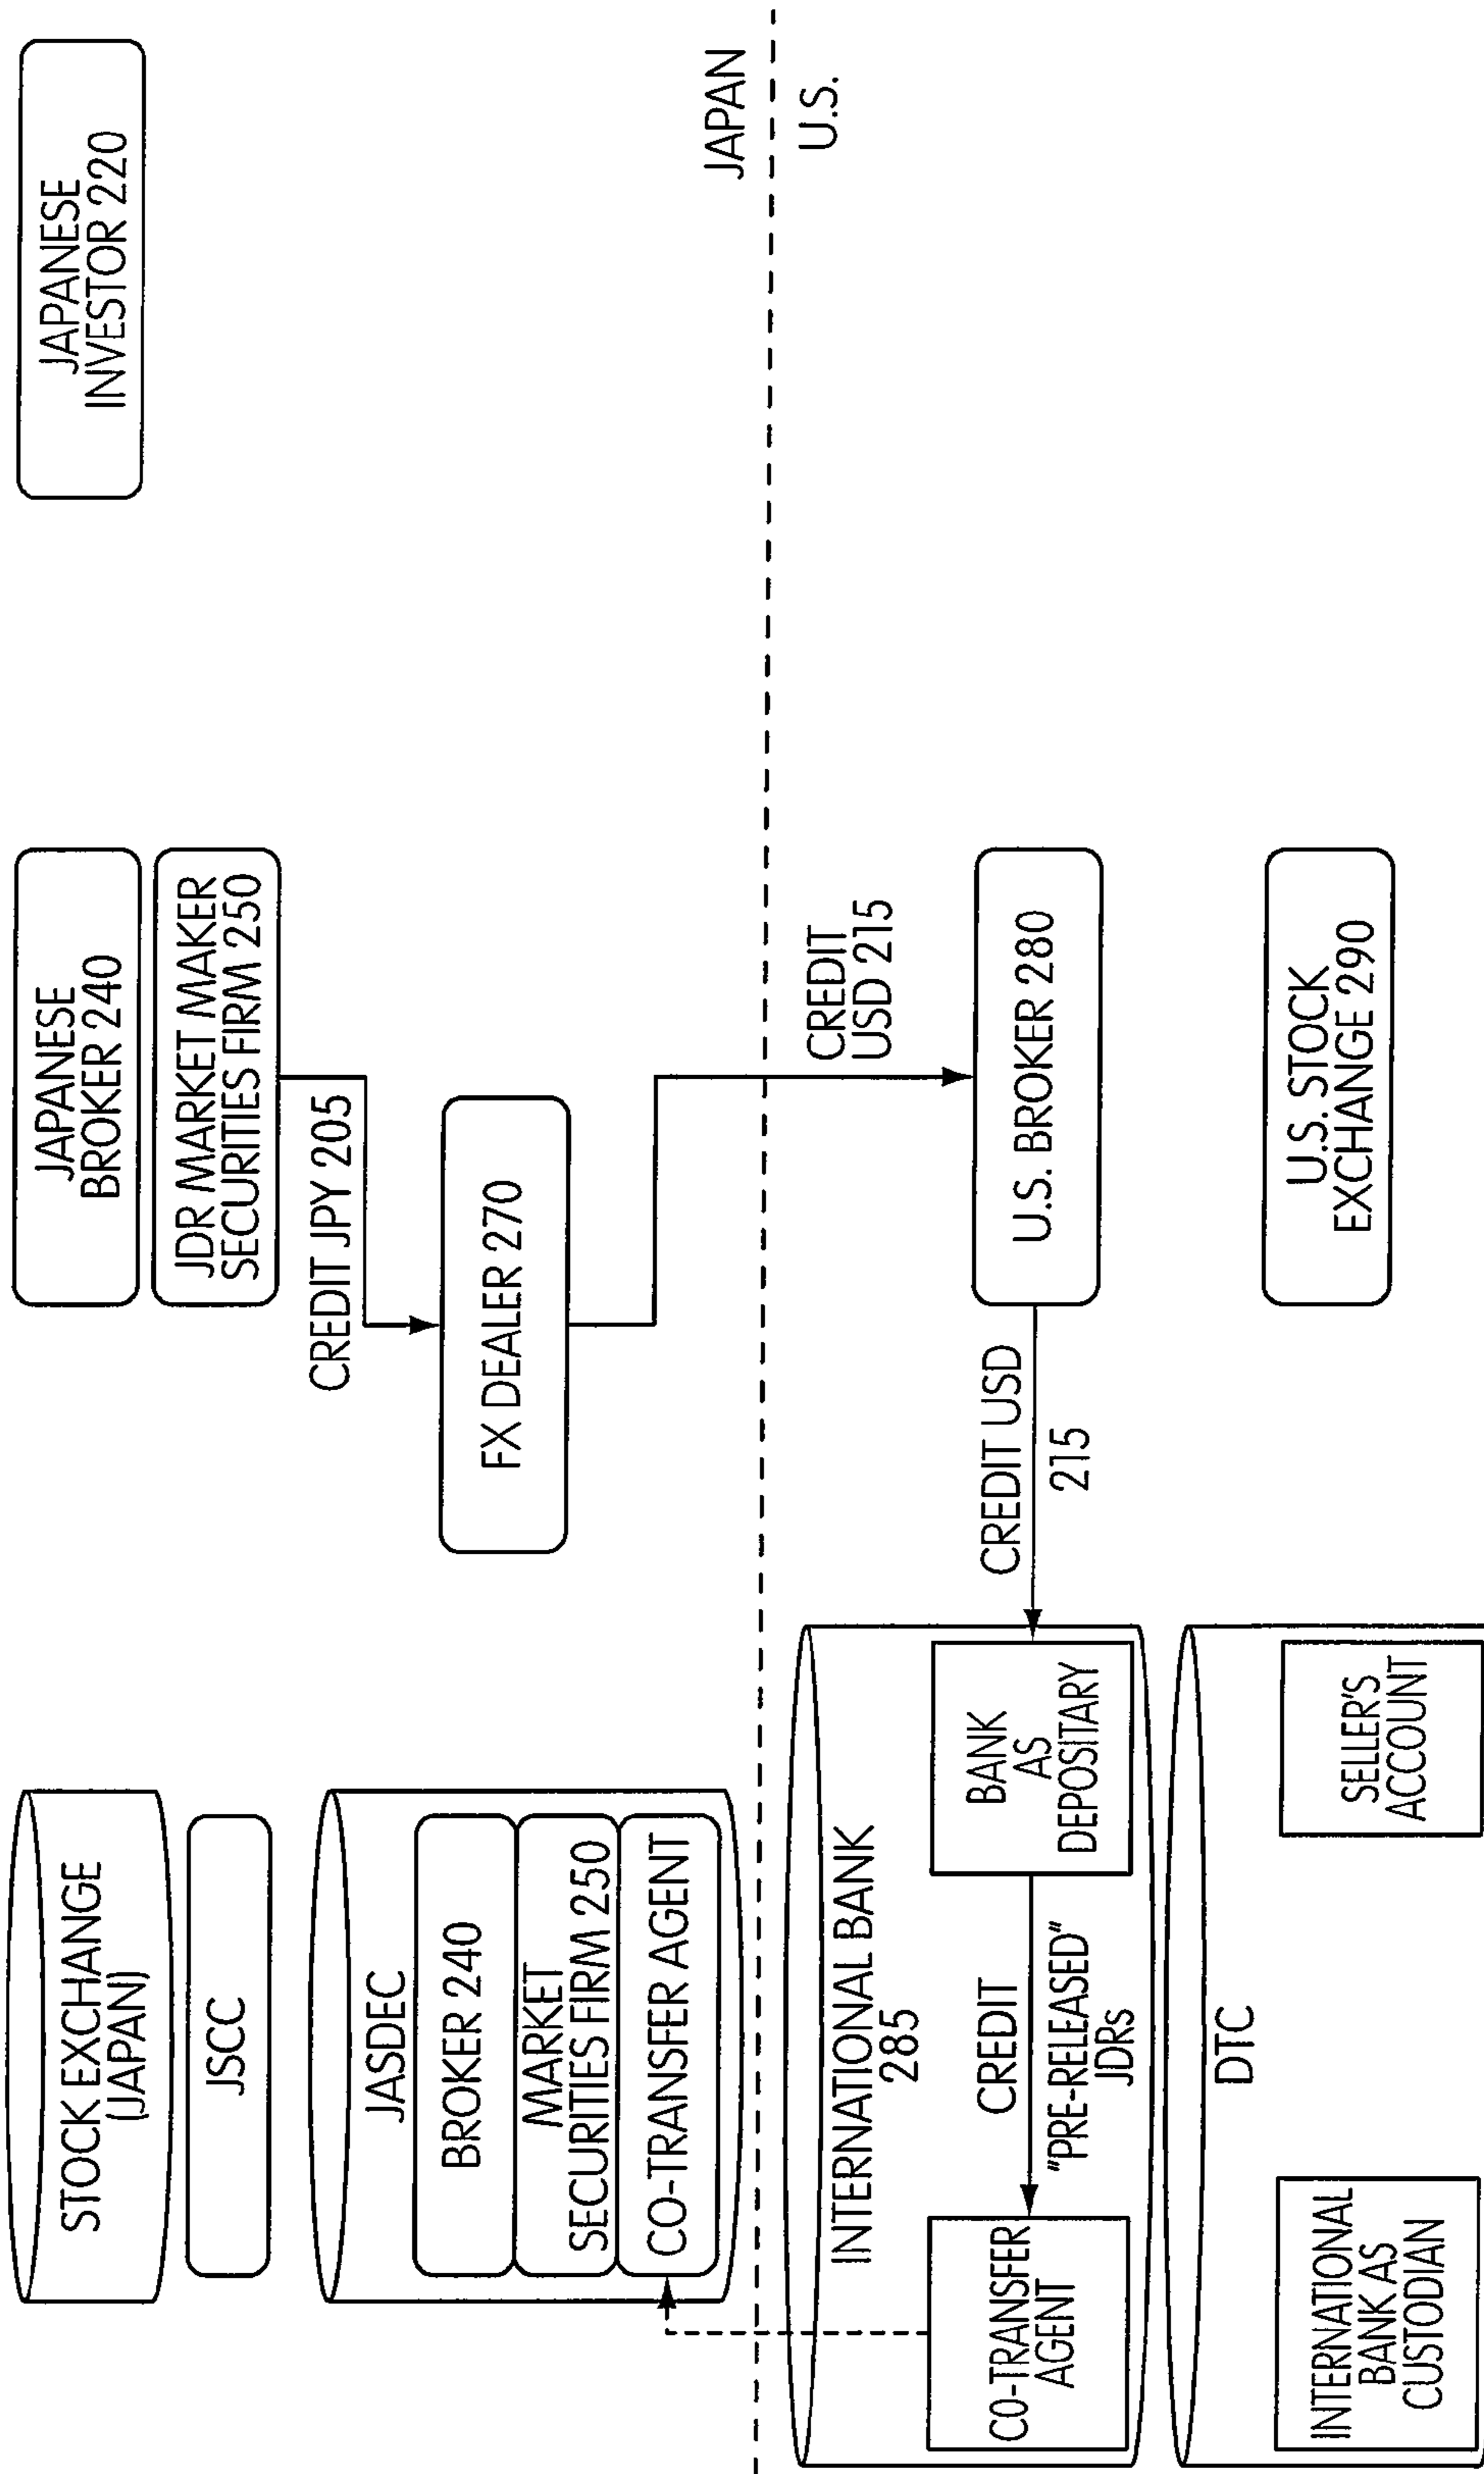 STOCK EXCHANGE
(JAPAN)
JSCC
JASDEC
BROKER 240
MARKET
SECURITIES FIRM 250
CO-TRANSFER AGENT
JAPANESE
BROKER 240
JDR MARKET MAKER
SECURITIES FIRM 250
CREDIT JPY 205
FX DEALER 270
JAPANESE
INVESTOR 220
JAPAN
U.S.
INTERNATIONAL BANK
285
CO-TRANSFER
AGENT
CREDIT
"PRE-RELEASED"
JDRs
BANK
AS
DEPOSITARY
CREDIT USD
215
CREDIT
USD 215
U.S. BROKER 280
DTC
INTERNATIONAL
BANK AS
CUSTODIAN
SELLER'S
ACCOUNT
U.S. STOCK
EXCHANGE 290